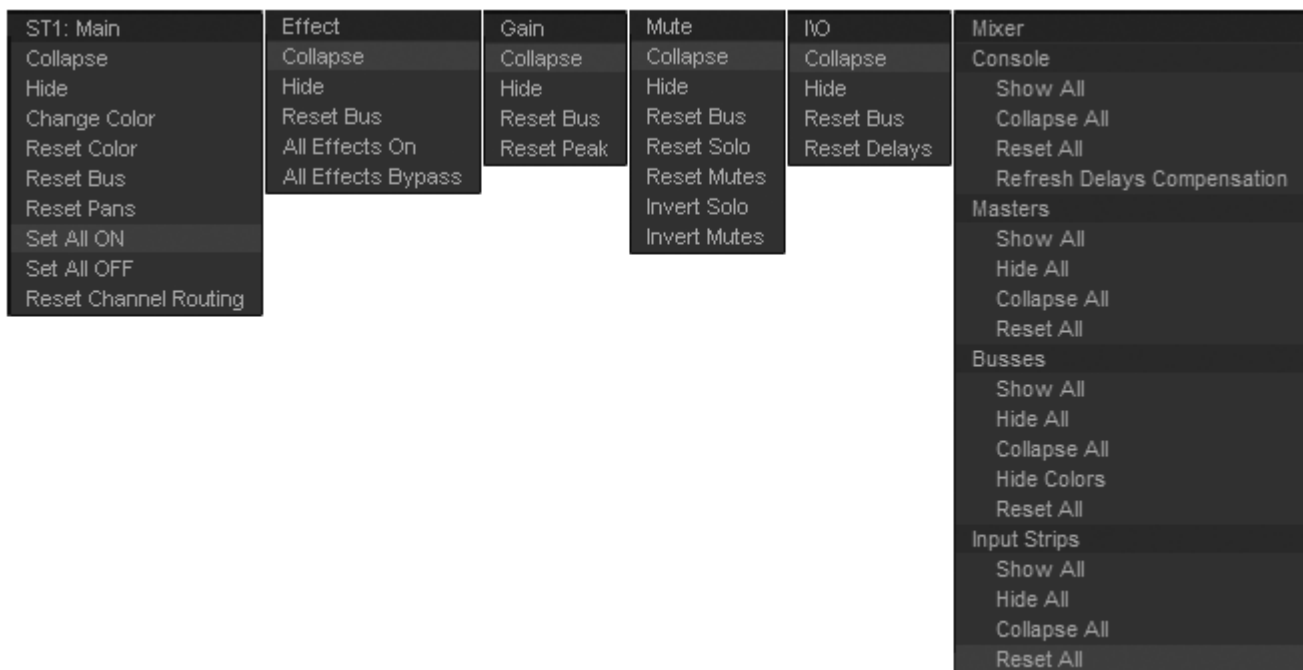 ST1: Main
Collapse
Hide
Change Color
Reset Color
Reset Bus
Reset Pans
Set All ON
Set All OFF
Reset Channel Routing
Effect
Collapse
Hide
Reset Bus
All Effects On
All Effects Bypass
Gain
Collapse
Hide
Reset Bus
Reset Peak
Mute
Collapse
Hide
Reset Bus
Reset Solo
Reset Mutes
Invert Solo
Invert Mutes
I\O
Collapse
Hide
Reset Bus
Reset Delays
Mixer
Console
Show All
Collapse All
Reset All
Refresh Delays Compensation
Masters
Show All
Hide All
Collapse All
Reset All
Busses
Show All
Hide All
Collapse All
Hide Colors
Reset All
Input Strips
Show All
Hide All
Collapse All
Reset All